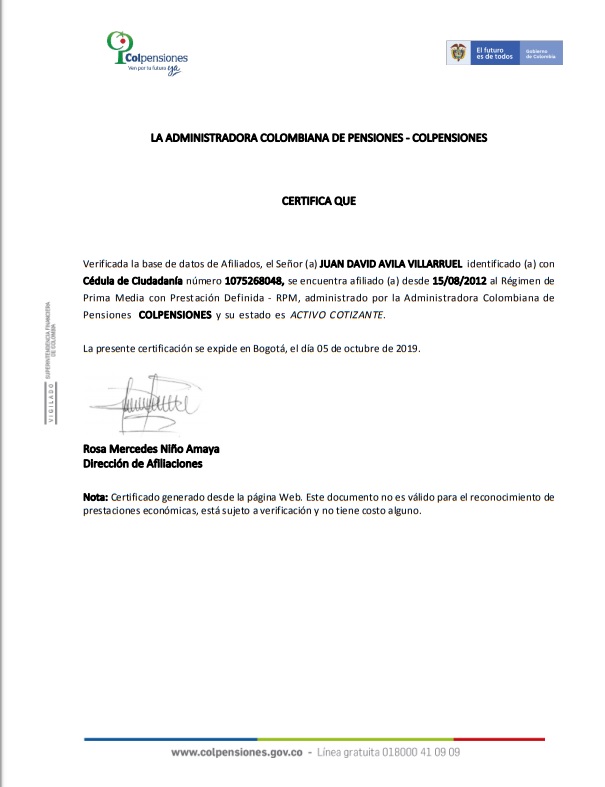 Colpensiones
Ven por tu futuro ya
El futuro
es de todos
Gobierno
de Colombia
LA ADMINISTRADORA COLOMBIANA DE PENSIONES - COLPENSIONES
CERTIFICA QUE
Verificada la base de datos de Afiliados, el Señor (a) JUAN DAVID AVILA VILLARRUEL identificado (a) con
Cédula de Ciudadanía número 1075268048, se encuentra afiliado (a) desde 15/08/2012 al Régimen de
Prima Media con Prestación Definida - RPM, administrado por la Administradora Colombiana de
Pensiones COLPENSIONES y su estado es ACTIVO COTIZANTE.
La presente certificación se expide en Bogotá, el día 05 de octubre de 2019.
Rosa Mercedes Niño Amaya
Dirección de Afiliaciones
Nota: Certificado generado desde la página Web. Este documento no es válido para el reconocimiento de
prestaciones económicas, está sujeto a verificación y no tiene costo alguno.
VIGILADO SUPERINTENDENCIA FINANCIERA
DE COLOMBIA
www.colpensiones.gov.co - Línea gratuita 018000 41 09 09